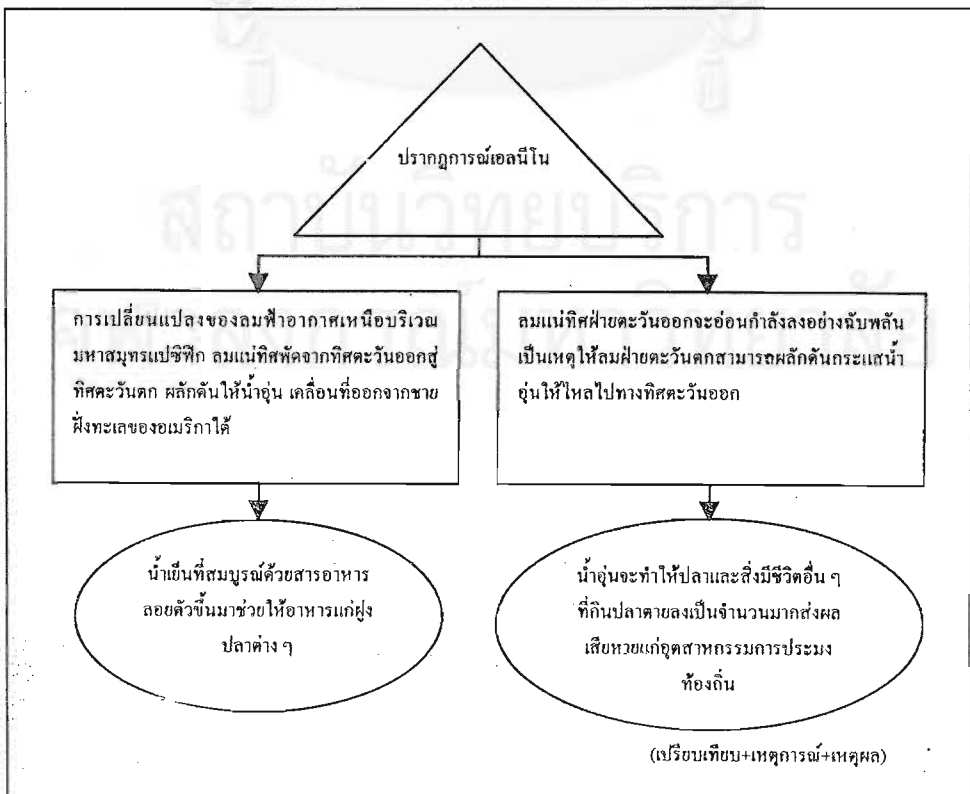 ปรากฏการณ์เอลนีโน
การเปลี่ยนแปลงของลมฟ้าอากาศเหนือบริเวณ
มหาสมุทรแปซิฟิก ลมแน่ทิศพัดจากทิศตะวันออกสู่
ทิศตะวันตก ผลักดันให้น้ำอุ่น เคลื่อนที่ออกจากชาย
ฝั่งทะเลของอเมริกาใต้
ลมแน่ทิศฝ่ายตะวันออกจะอ่อนกำลังลงอย่างฉับพลัน
เป็นเหตุให้ลมฝ่ายตะวันตกสามารถผลักดันกระแสน้ำ
อุ่นให้ไหลไปทางทิศตะวันออก
น้ำเย็นที่สมบูรณ์ด้วยสารอาหาร
ลอยตัวขึ้นมาช่วยให้อาหารแก่ฝูง
ปลาต่าง ๆ
น้ำอุ่นจะทำให้ปลาและสิ่งมีชีวิตอื่น ๆ
ที่กินปลาตายลงเป็นจำนวนมากส่งผล
เสียหายแก่อุตสาหกรรมการประมง
ท้องถิ่น
(เปรียบเทียบ+เหตุการณ์+เหตุผล)
สถาบันวิทยบริการ